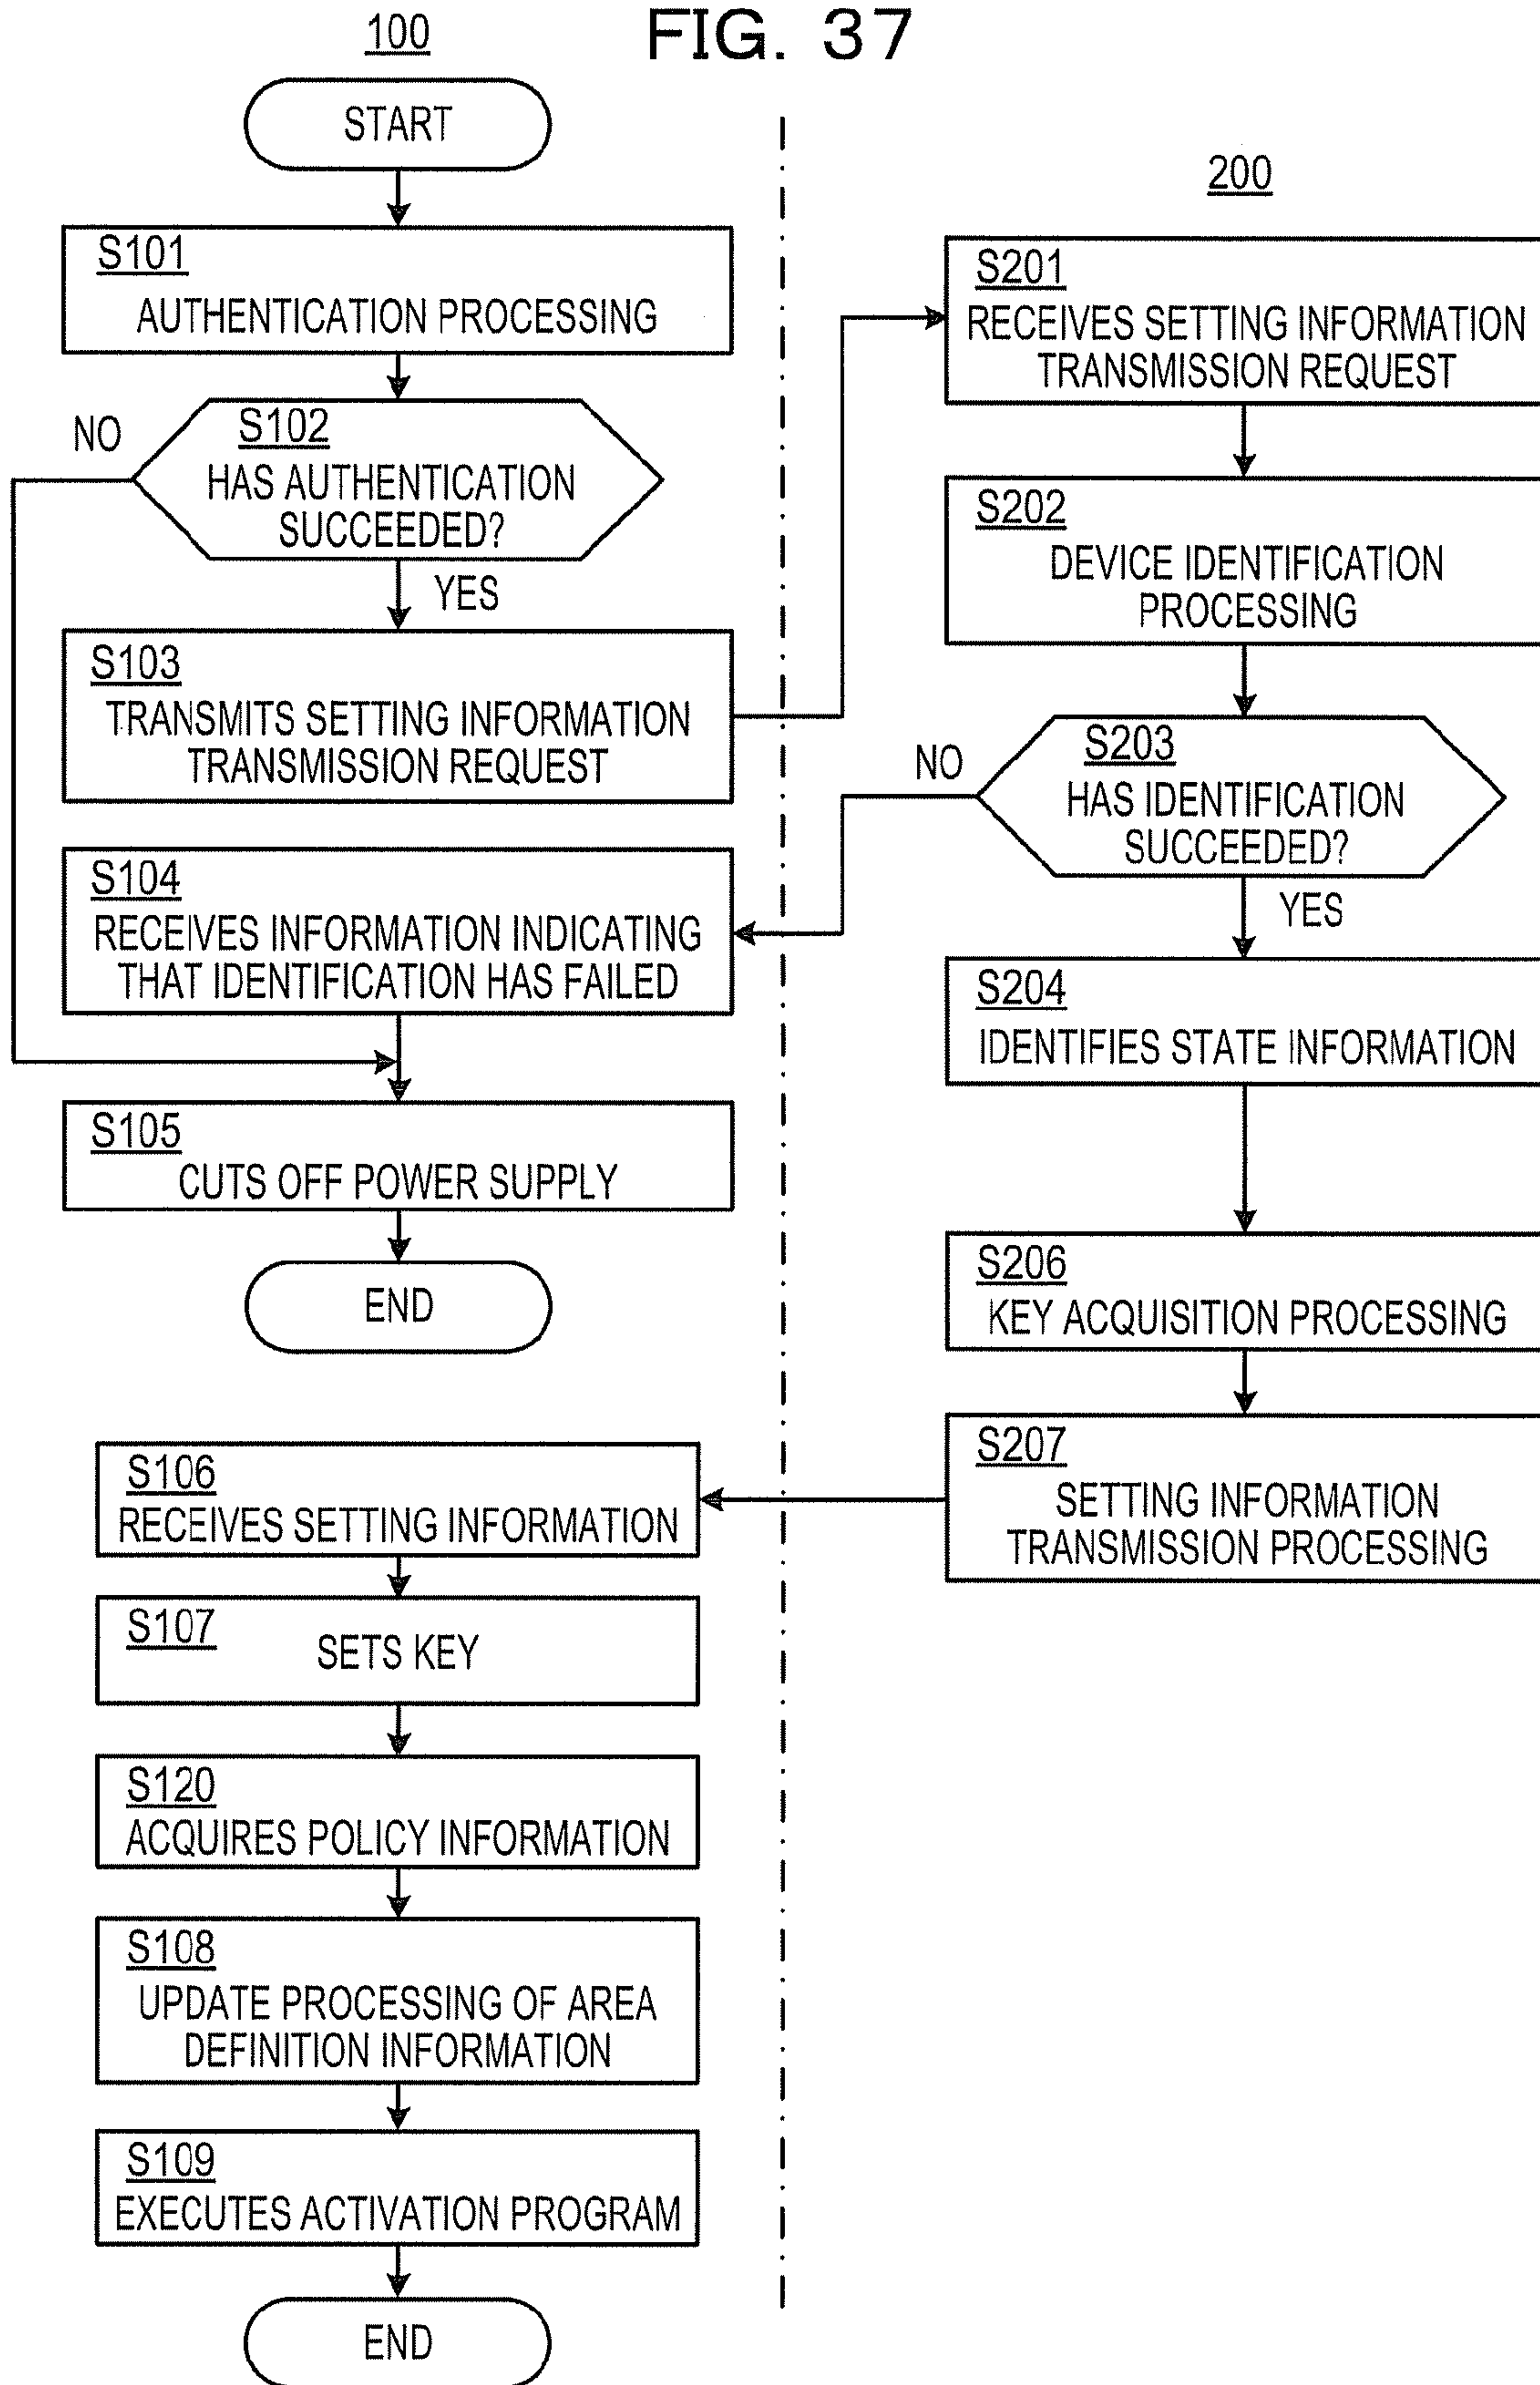 FIG. 37
100
START
S101
AUTHENTICATION PROCESSING
S102
HAS AUTHENTICATION
SUCCEEDED?
NO
YES
S103
TRANSMITS SETTING INFORMATION
TRANSMISSION REQUEST
S104
RECEIVES INFORMATION INDICATING
THAT IDENTIFICATION HAS FAILED
S105
CUTS OFF POWER SUPPLY
END
S106
RECEIVES SETTING INFORMATION
S107
SETS KEY
S120
ACQUIRES POLICY INFORMATION
S108
UPDATE PROCESSING OF AREA
DEFINITION INFORMATION
S109
EXECUTES ACTIVATION PROGRAM
END
200
S201
RECEIVES SETTING INFORMATION
TRANSMISSION REQUEST
S202
DEVICE IDENTIFICATION
PROCESSING
S203
HAS IDENTIFICATION
SUCCEEDED?
NO
YES
S204
IDENTIFIES STATE INFORMATION
S206
KEY ACQUISITION PROCESSING
S207
SETTING INFORMATION
TRANSMISSION PROCESSING